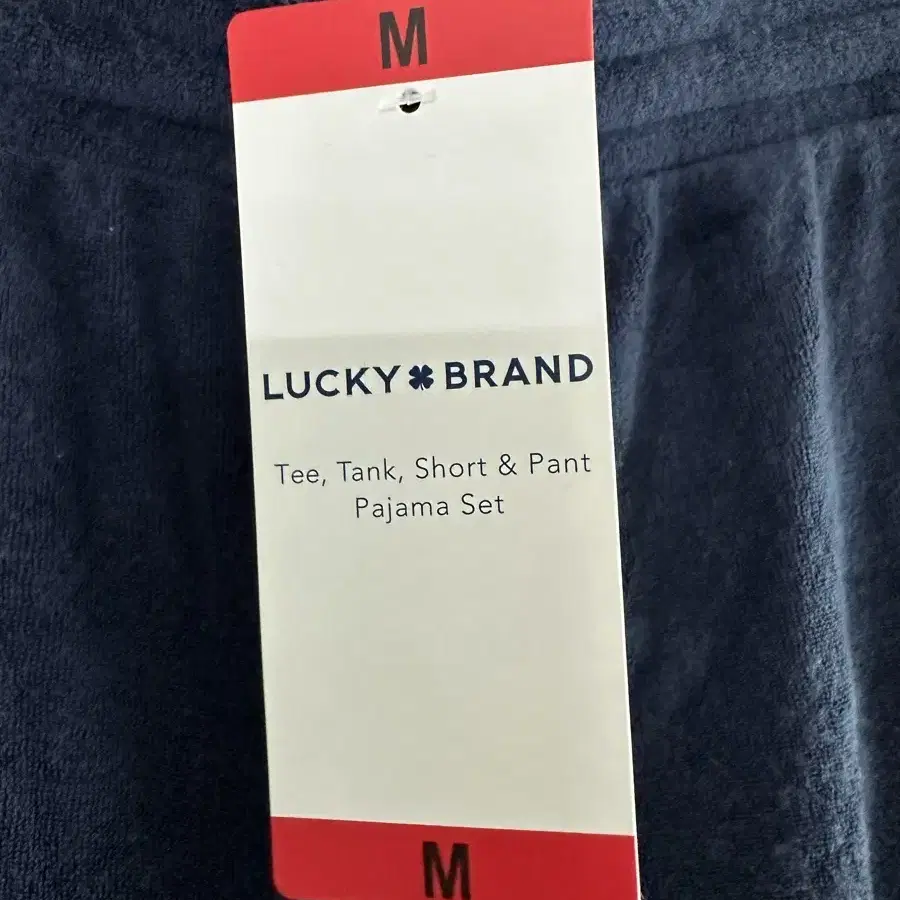 M
LUCKY BRAND
Tee, Tank, Short & Pant
Pajama Set
M